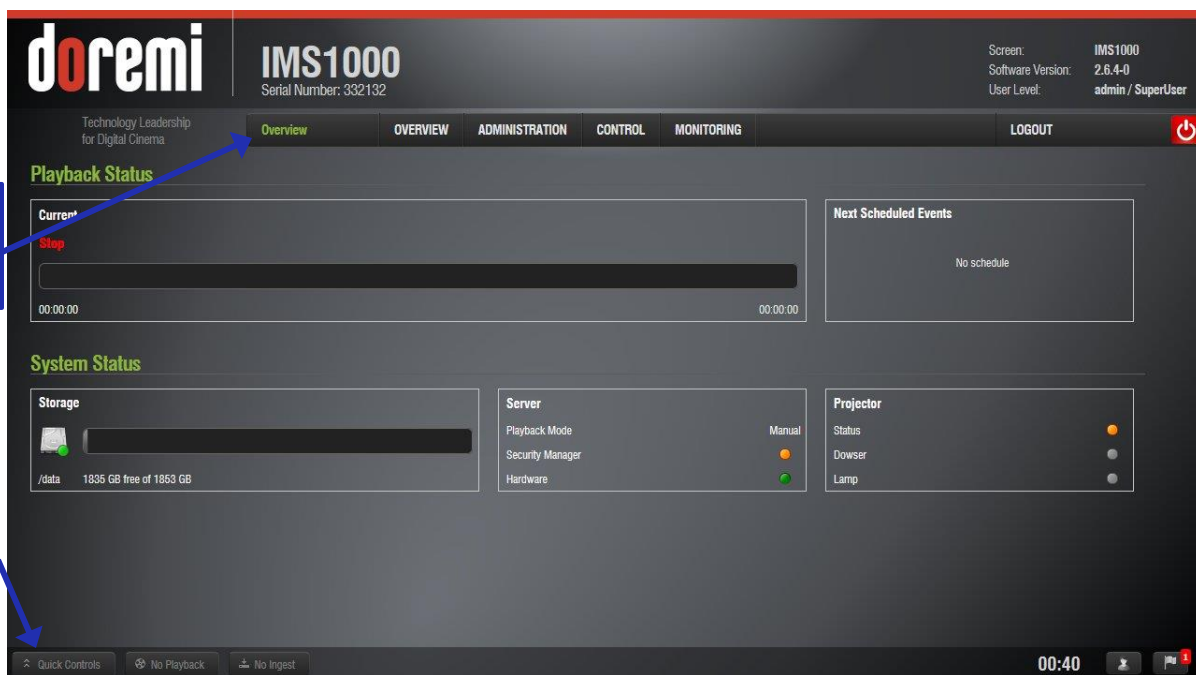 doremi
IMS1000
Serial Number: 332132
Screen: IMS1000
Software Version: 2.6.4-0
User Level: admin / SuperUser
Technology Leadership
for Digital Cinema
Overview OVERVIEW ADMINISTRATION CONTROL MONITORING LOGOUT
Playback Status
Current
Stop
00:00:00 00:00:00
Next Scheduled Events
No schedule
System Status
Storage
/data 1835 GB free of 1853 GB
Server
Playback Mode Manual
Security Manager
Hardware
Projector
Status
Dowser
Lamp
Quick Controls No Playback No Ingest 00:40 1